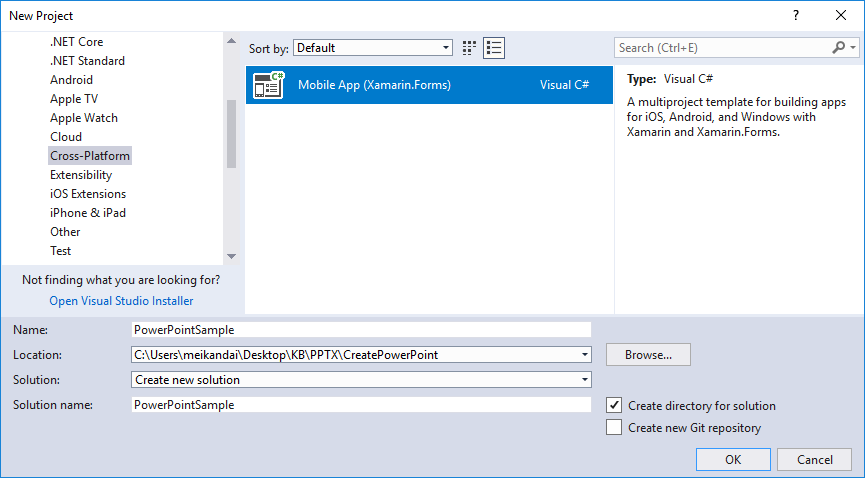 New Project
?
.NET Core
.NET Standard
Android
Apple TV
Apple Watch
Cloud
Cross-Platform
Extensibility
iOS Extensions
iPhone & iPad
Other
Test
Not finding what you are looking for?
Open Visual Studio Installer
Sort by: Default
Search (Ctrl+E)
C#
Mobile App (Xamarin.Forms) Visual C#
Type: Visual C#
A multiproject template for building apps
for iOS, Android, and Windows with
Xamarin and Xamarin.Forms.
Name: PowerPointSample
Location: C:\Users\meikandai\Desktop\KB\PPTX\CreatePowerPoint
Browse...
Solution: Create new solution
Solution name: PowerPointSample
Create directory for solution
Create new Git repository
OK
Cancel